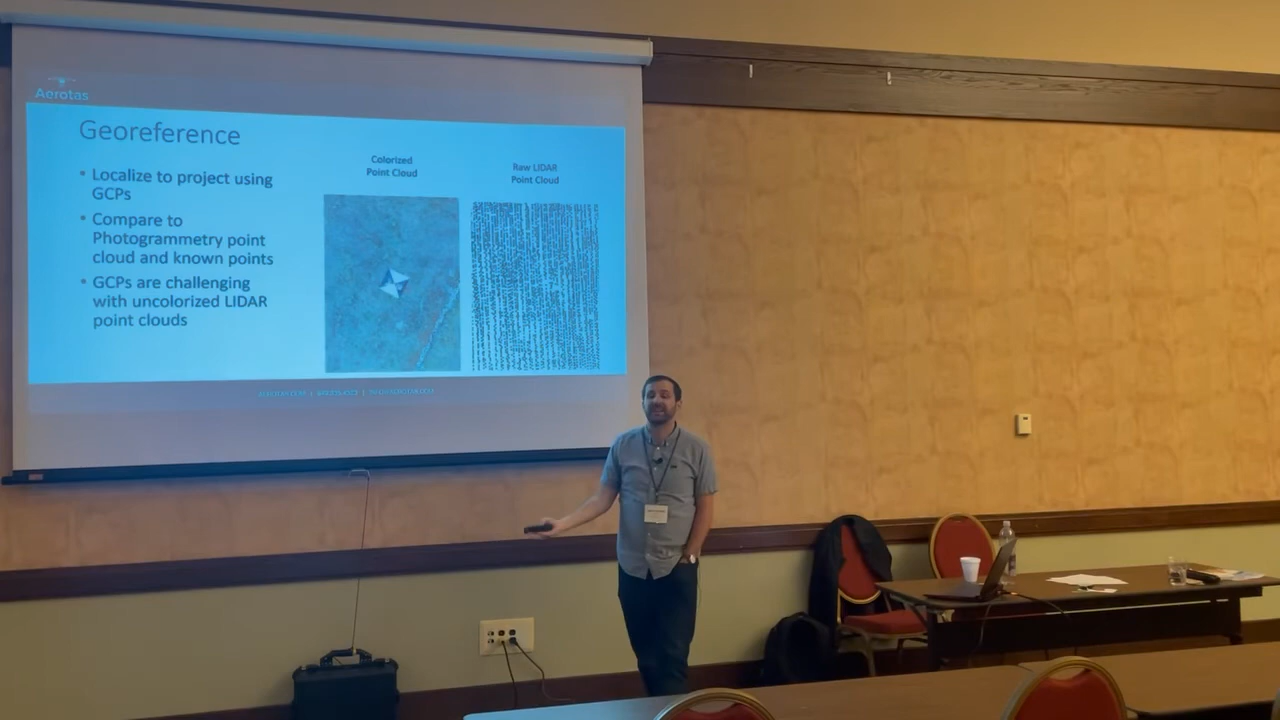 Aerotas
Georeference
• Localize to project using
GCPs
• Compare to
Photogrammetry point
cloud and known points
• GCPs are challenging
with uncolorized LIDAR
point clouds
Colorized
Point Cloud
Raw LIDAR
Point Cloud